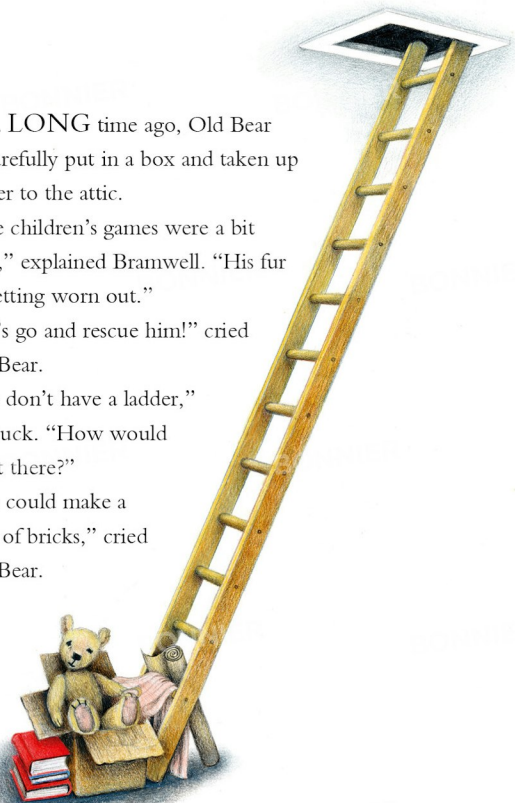 LONG time ago, Old Bear
refully put in a box and taken up
er to the attic.
e children’s games were a bit
,” explained Bramwell. “His fur
etting worn out.”
’s go and rescue him!” cried
Bear.
don’t have a ladder,”
uck. “How would
t there?”
could make a
of bricks,” cried
Bear.